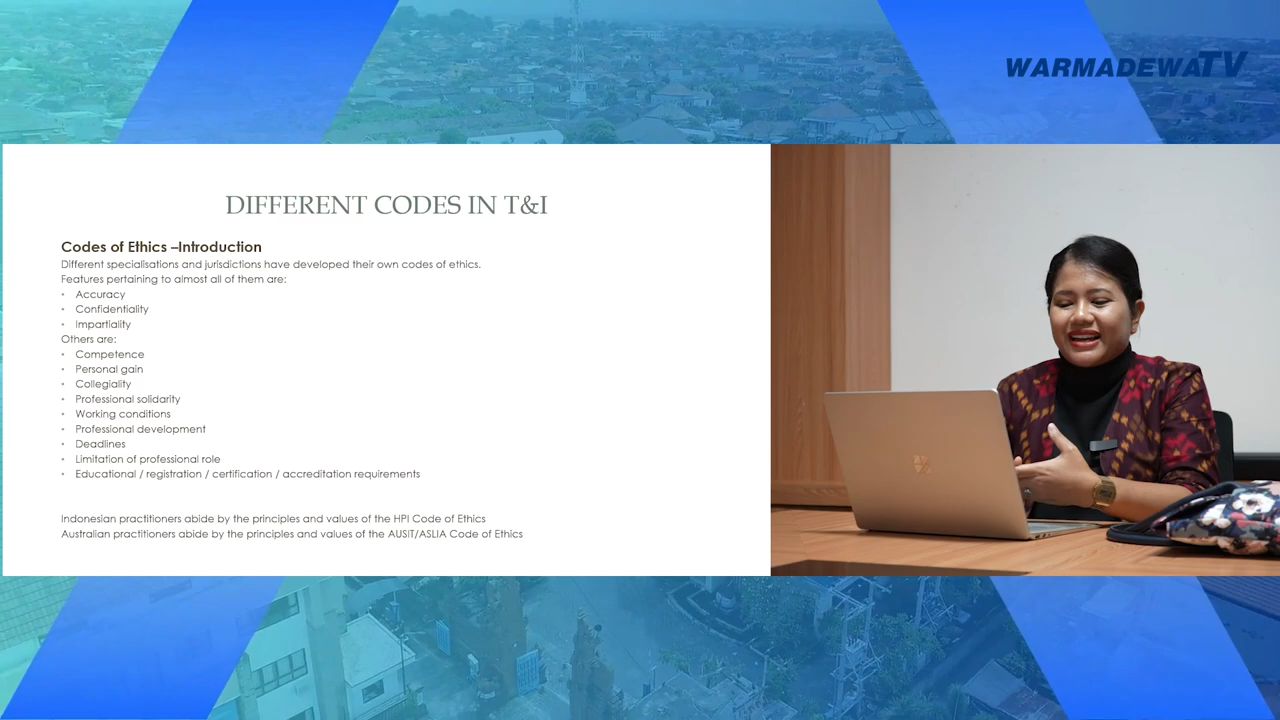 WARMADEWATV
DIFFERENT CODES IN T&I
Codes of Ethics –Introduction
Different specialisations and jurisdictions have developed their own codes of ethics.
Features pertaining to almost all of them are:
• Accuracy
• Confidentiality
• Impartiality
Others are:
• Competence
• Personal gain
• Collegiality
• Professional solidarity
• Working conditions
• Professional development
• Deadlines
• Limitation of professional role
• Educational / registration / certification / accreditation requirements
Indonesian practitioners abide by the principles and values of the HPI Code of Ethics
Australian practitioners abide by the principles and values of the AUSIT/ASLIA Code of Ethics